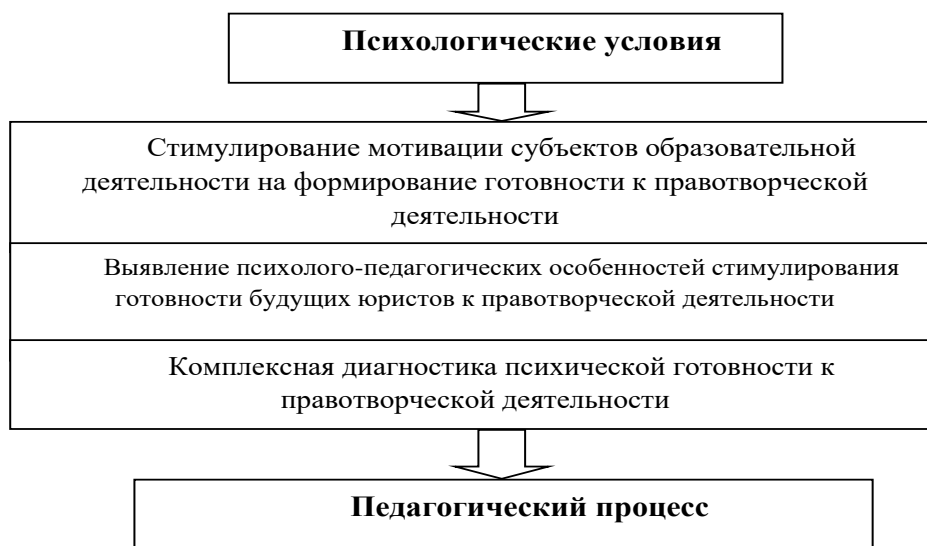 Психологические условия
Стимулирование мотивации субъектов образовательной
деятельности на формирование готовности к правотворческой
деятельности
Выявление психолого-педагогических особенностей стимулирования
готовности будущих юристов к правотворческой деятельности
Комплексная диагностика психической готовности к
правотворческой деятельности
Педагогический процесс